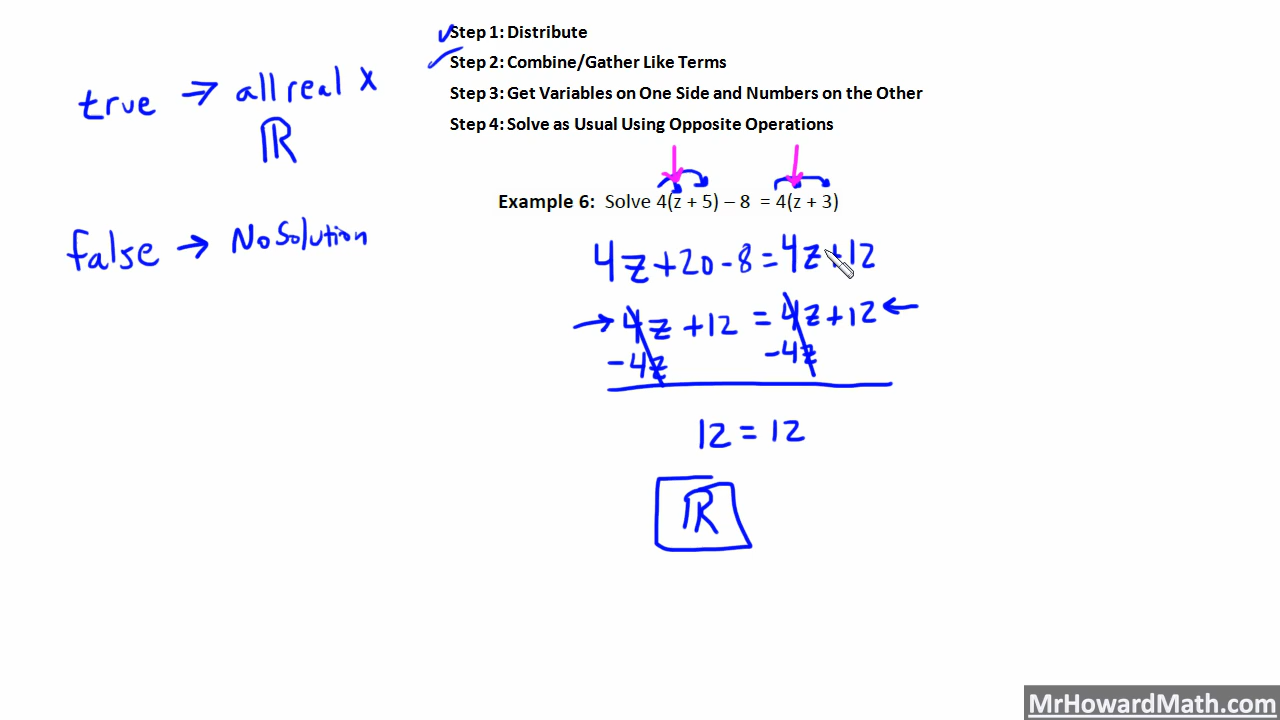 Step 1: Distribute
Step 2: Combine/Gather Like Terms
Step 3: Get Variables on One Side and Numbers on the Other
Step 4: Solve as Usual Using Opposite Operations
true → all real x
ℝ
false → No Solution
Example 6: Solve 4(z + 5) – 8 = 4(z + 3)
4z+20-8=4z+12
→ 4z +12 = 4z+12 ←
-4z -4z
12 = 12
ℝ
MrHowardMath.com